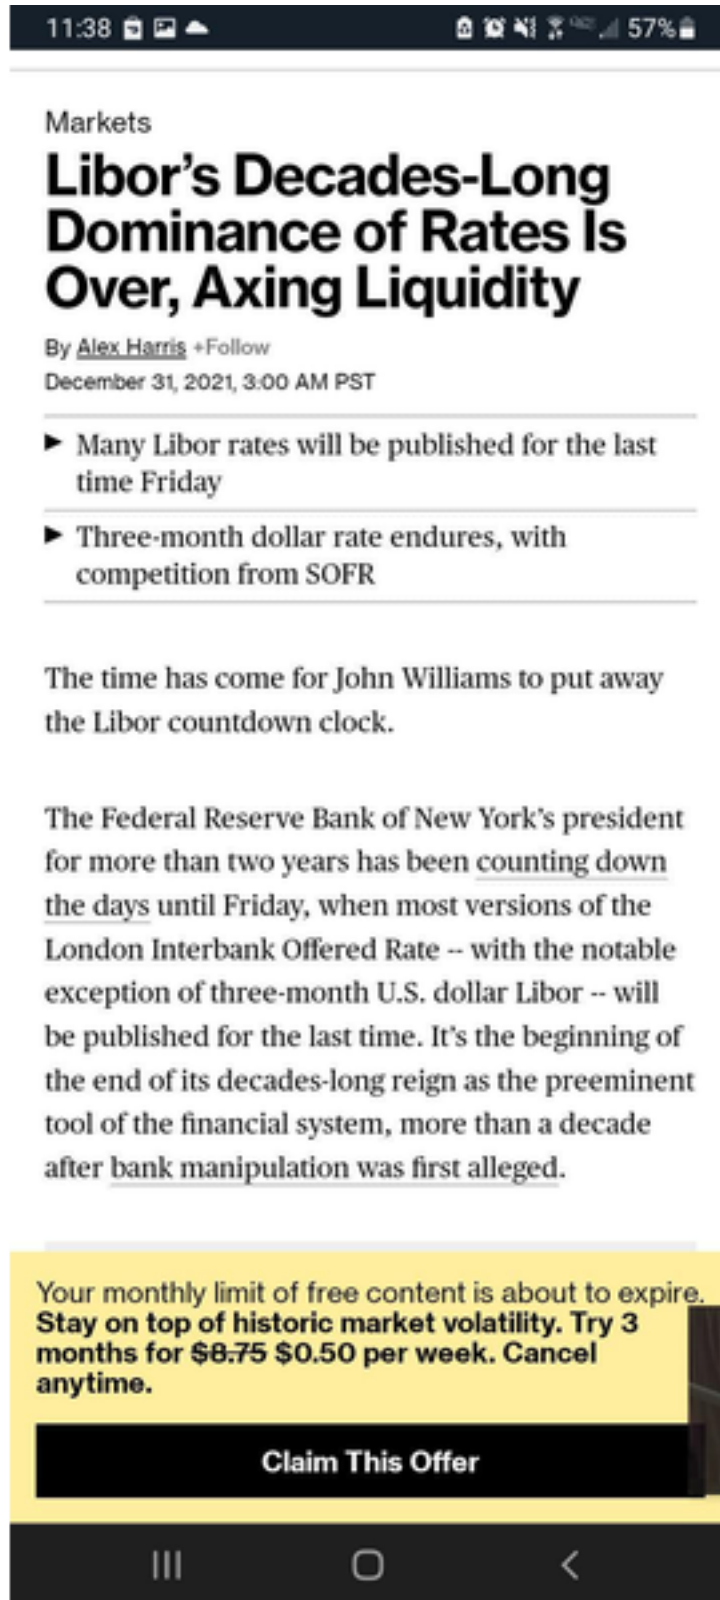 11:38
57%
Markets
Libor's Decades-Long
Dominance of Rates Is
Over, Axing Liquidity
By Alex Harris +Follow
December 31, 2021, 3:00 AM PST
▶ Many Libor rates will be published for the last
time Friday
▶ Three-month dollar rate endures, with
competition from SOFR
The time has come for John Williams to put away
the Libor countdown clock.
The Federal Reserve Bank of New York's president
for more than two years has been counting down
the days until Friday, when most versions of the
London Interbank Offered Rate -- with the notable
exception of three-month U.S. dollar Libor -- will
be published for the last time. It's the beginning of
the end of its decades-long reign as the preeminent
tool of the financial system, more than a decade
after bank manipulation was first alleged.
Your monthly limit of free content is about to expire.
Stay on top of historic market volatility. Try 3
months for $8.75 $0.50 per week. Cancel
anytime.
Claim This Offer